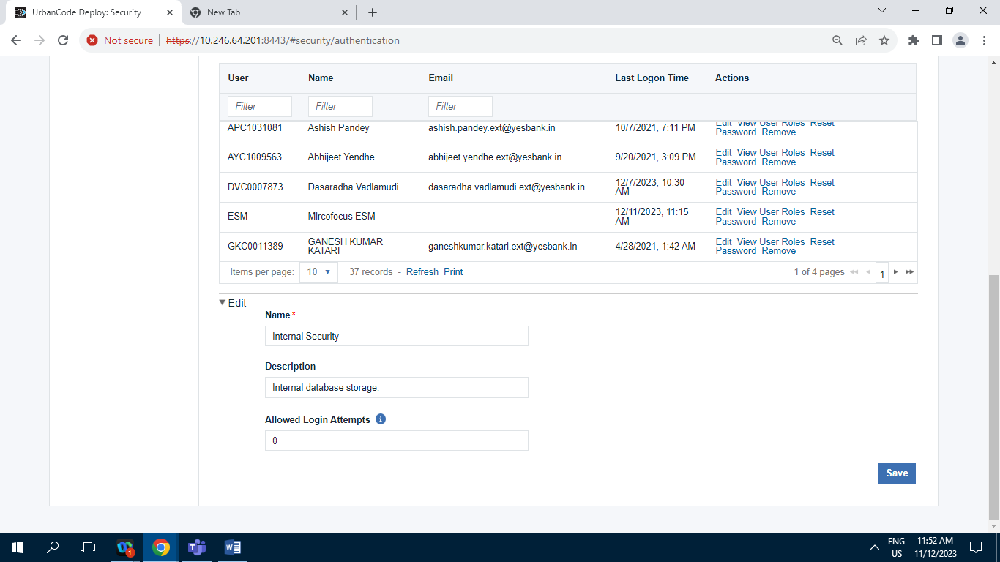 UrbanCode Deploy: Security
New Tab
Not secure https://10.246.64.201:8443/#security/authentication
User Name Email Last Logon Time Actions
Filter Filter Filter
APC1031081 Ashish Pandey ashish.pandey.ext@yesbank.in 10/7/2021, 7:11 PM Edit View User Roles Reset
Password Remove
AYC1009563 Abhijeet Yendhe abhijeet.yendhe.ext@yesbank.in 9/20/2021, 3:09 PM Edit View User Roles Reset
Password Remove
DVC0007873 Dasaradha Vadlamudi dasaradha.vadlamudi.ext@yesbank.in 12/7/2023, 10:30 Edit View User Roles Reset
AM Password Remove
ESM Mircofocus ESM 12/11/2023, 11:15 Edit View User Roles Reset
AM Password Remove
GKC0011389 GANESH KUMAR ganeshkumar.katari.ext@yesbank.in 4/28/2021, 1:42 AM Edit View User Roles Reset
KATARI Password Remove
Items per page: 10 37 records - Refresh Print 1 of 4 pages 1
Edit
Name *
Internal Security
Description
Internal database storage.
Allowed Login Attempts
0
Save
1
ENG 11:52 AM
US 11/12/2023